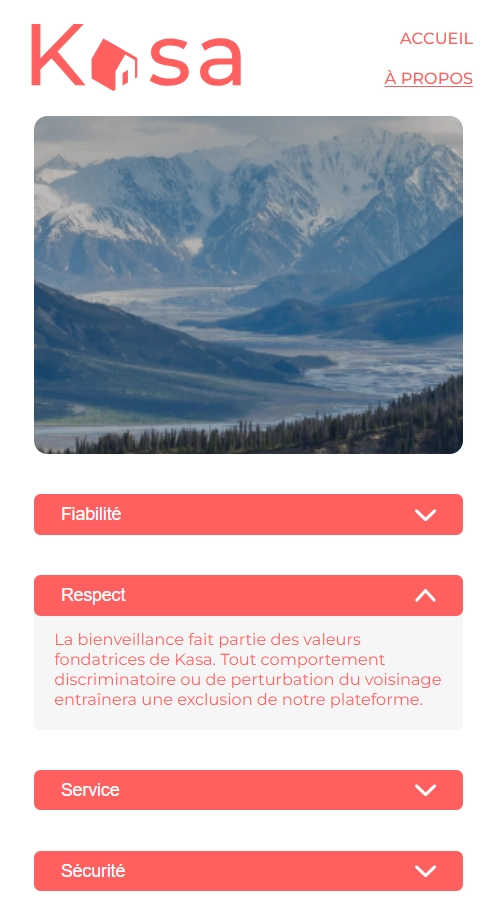 Kasa
ACCUEIL
À PROPOS
Fiabilité
Respect
La bienveillance fait partie des valeurs
fondatrices de Kasa. Tout comportement
discriminatoire ou de perturbation du voisinage
entraînera une exclusion de notre plateforme.
Service
Sécurité